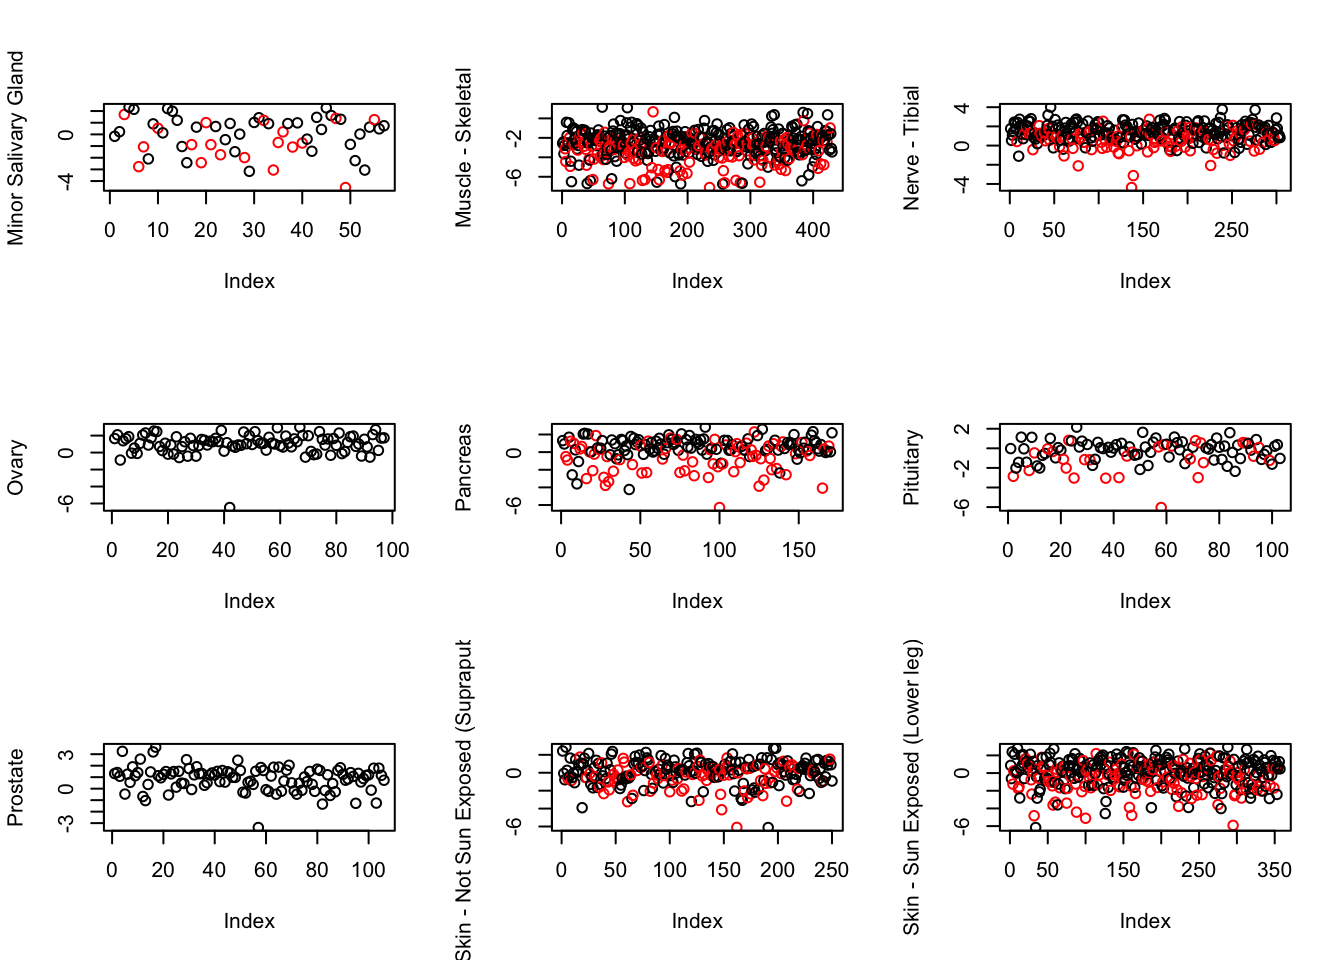 Minor Salivary Gland
0
-4
0 10 20 30 40 50
Index
Muscle - Skeletal
-2
-6
0 100 200 300 400
Index
Nerve - Tibial
4
0
-4
0 50 150 250
Index
Ovary
0
-6
0 20 40 60 80 100
Index
Pancreas
0
-6
0 50 100 150
Index
Pituitary
2
-2
-6
0 20 40 60 80 100
Index
Prostate
3
0
-3
0 20 40 60 80 100
Index
Skin - Not Sun Exposed (Suprapub
0
-6
0 50 100 150 200 250
Index
Skin - Sun Exposed (Lower leg)
0
-6
0 50 150 250 350
Index